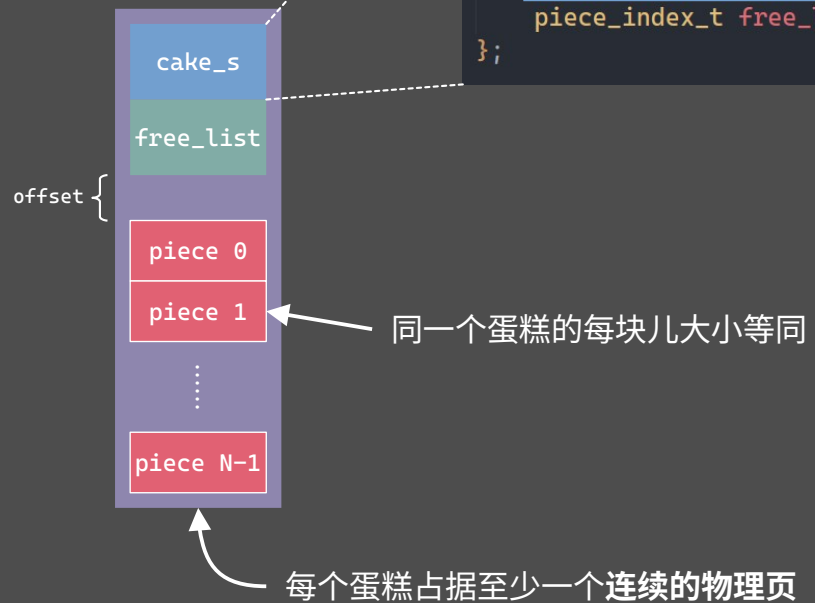 piece_index_t free_l
};
cake_s
free_list
offset
piece 0
piece 1
同一个蛋糕的每块儿大小等同
piece N-1
每个蛋糕占据至少一个连续的物理页